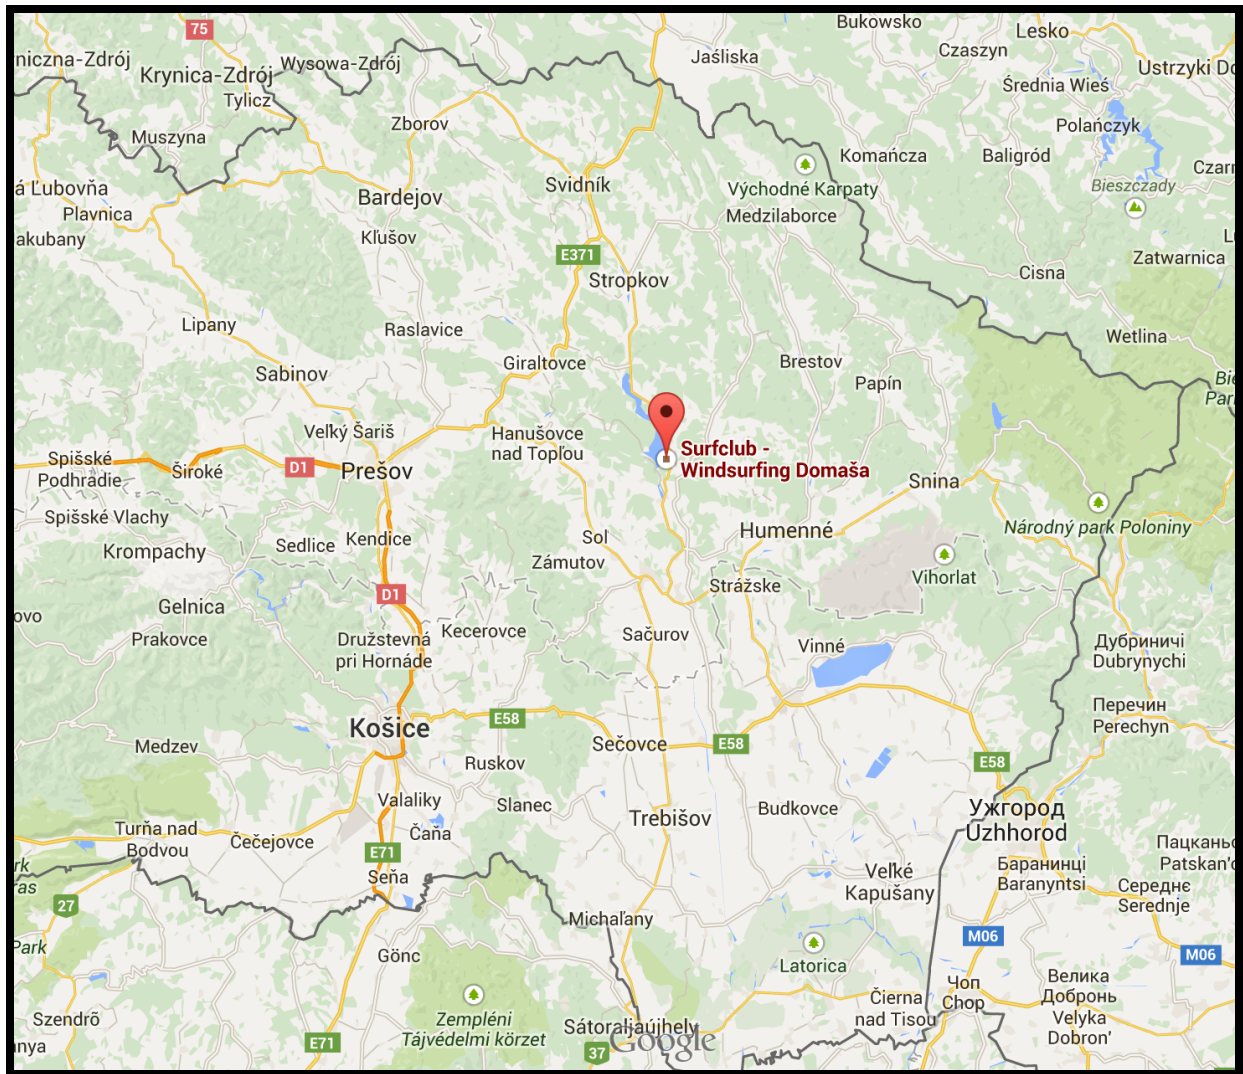 Bukowsko
75
Lesko
Jaśliska
Czaszyn
niczna-Zdrój
Wysowa-Zdrój
Krynica-Zdrój
Ustrzyki Do
Średnia Wieś
Tylicz
Zborov
Polańczyk
Muszyna
Komańcza
Baligród
Czarn
á Ľubovňa
Svidník
Východné Karpaty
Bieszczady
Bardejov
Plavnica
Medzilaborce
akubany
Kľušov
E371
Zatwarnica
Cisna
Stropkov
Lipany
Raslavice
Wetlina
Giraltovce
Brestov
Sabinov
Papín
Bie
Par
Veľký Šariš
Hanušovce
nad Topľou
Surfclub -
Windsurfing Domaša
Spišské
Podhradie
Široké
D1
Prešov
Snina
Spišské Vlachy
Národný park Poloniny
Humenné
Sol
Kendice
Sedlice
Krompachy
Zámutov
Vihorlat
Strážske
D1
Gelnica
ovo
Kecerovce
Sačurov
Prakovce
Družstevná
pri Hornáde
Vinné
Дубриничі
Dubrynychi
Перечин
Perechyn
E58
Košice
Medzev
Sečovce
E58
E58
Ruskov
Valaliky
Slanec
Budkovce
Ужгород
Uzhhorod
Trebišov
Turňa nad
Bodvou
Čečejovce
Čaňa
Пацканьо
Patskan'o
E71
Seňa
rk
ras
Veľké
Kapušany
Баранинці
Baranyntsi
Середнє
Serednje
27
Michaľany
M06
Park
Gönc
M06
Latorica
Чоп
Chop
Велика
Добронь
Velyka
Dobron'
Čierna
nad Tisou
Szendrő
Zempléni
Tájvédelmi körzet
Sátoraljaújhely
Google
E71
37
nya